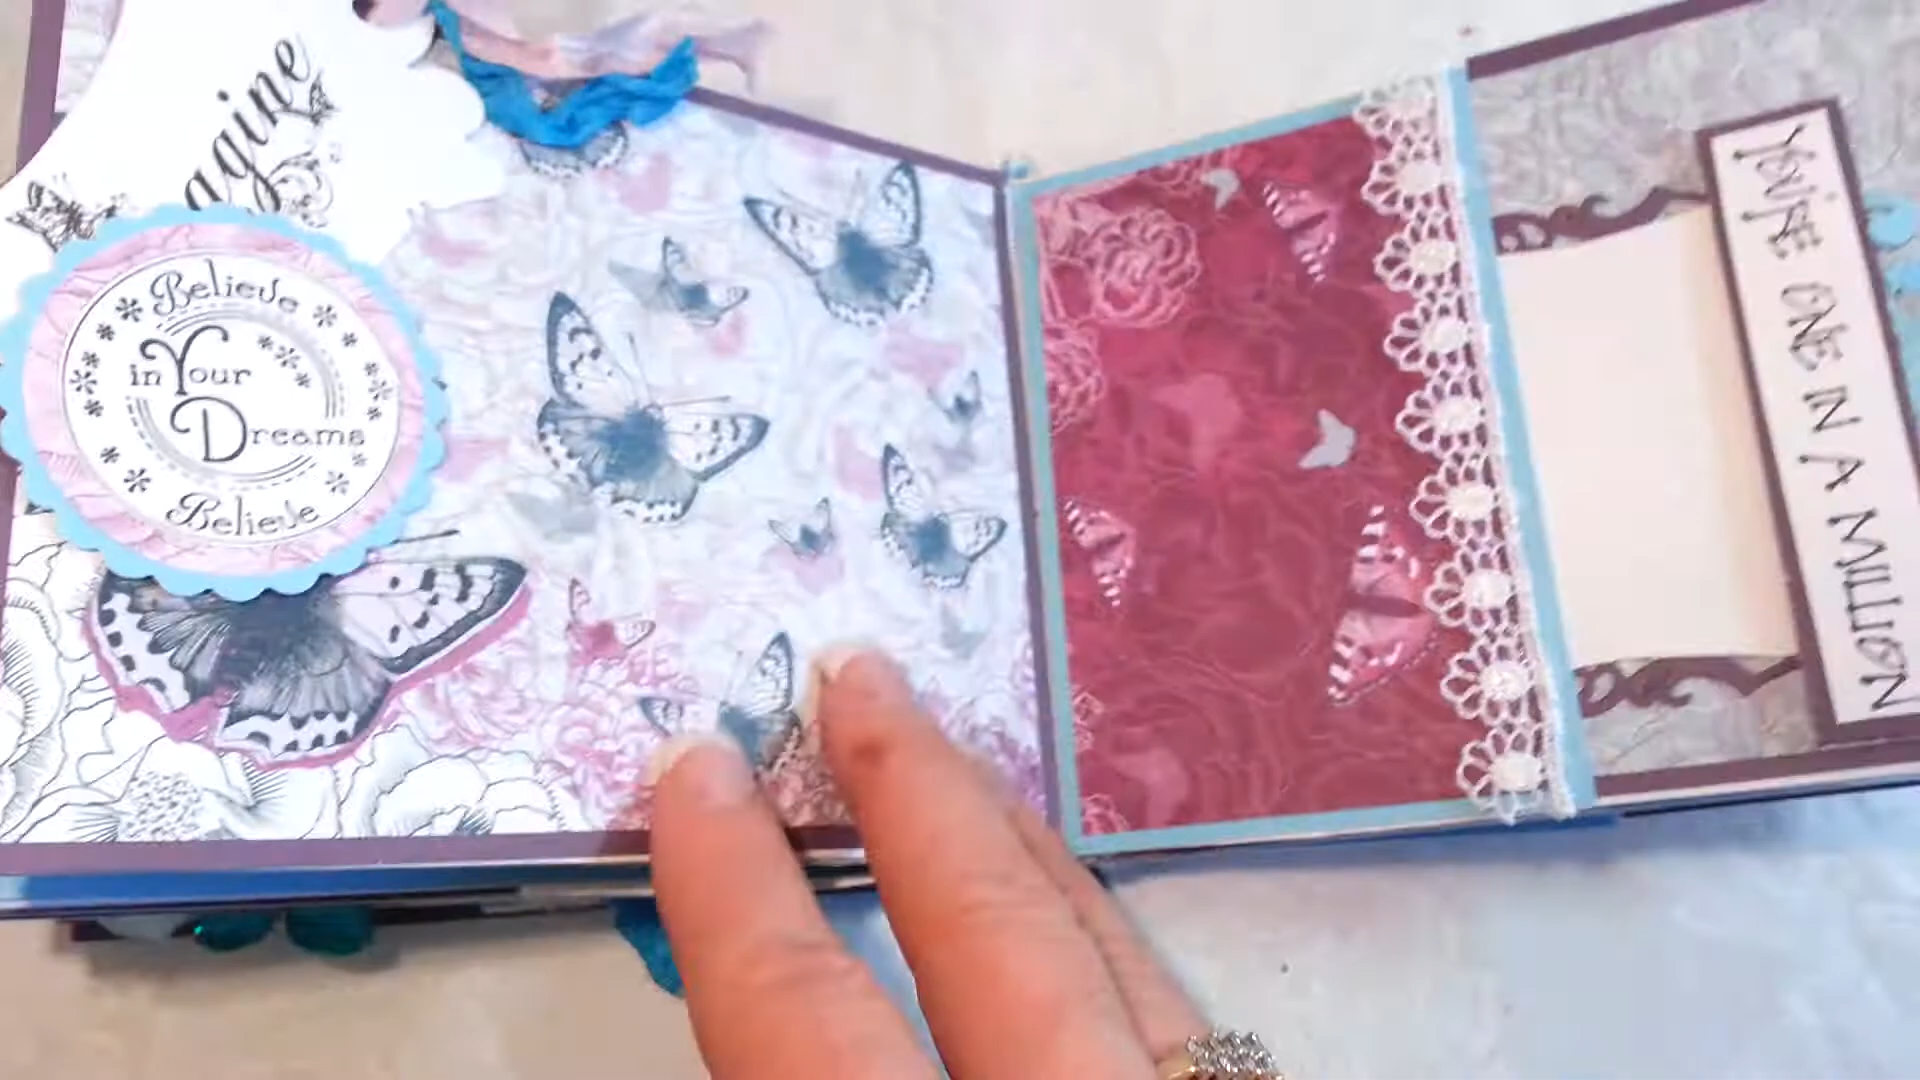 agine
Believe
in Your
Dreams
Believe
YOU'RE ONE IN A MILLION